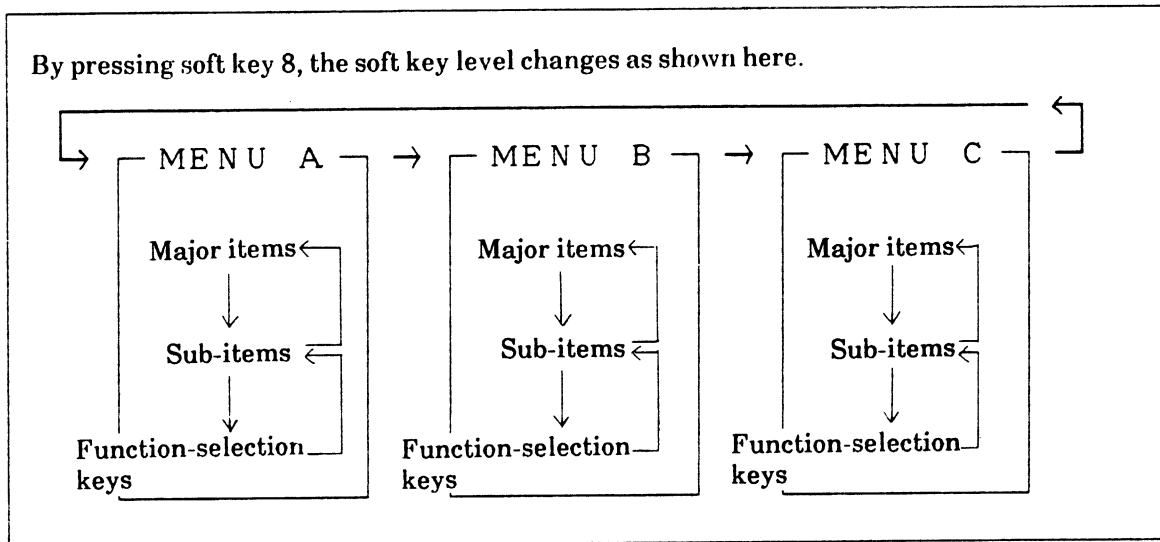 By pressing soft key 8, the soft key level changes as shown here.
MENU A
MENU B
MENU C
Major items
Sub-items
Function-selection
keys
Major items
Sub-items
Function-selection
keys
Major items
Sub-items
Function-selection
keys